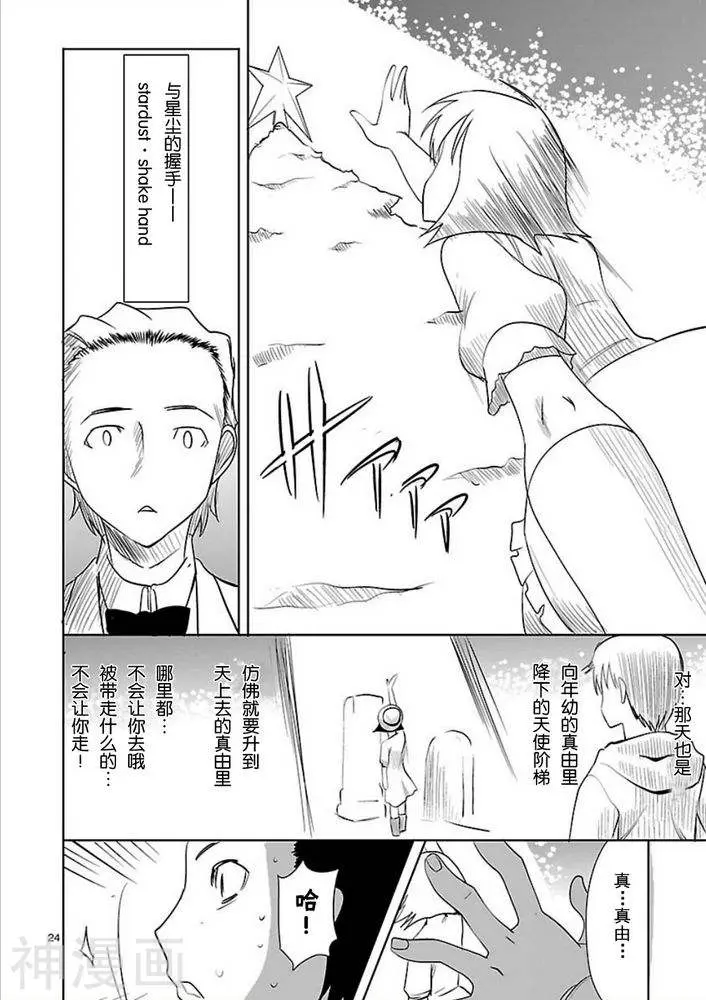 与星尘的握手——
stardust・shake hand
ザアアア
对…那天也是
向年幼的真由里
降下的天使阶梯
仿佛就要升到
天上去的真由里
哪里都…
不会让你去哦
被带走什么的…
不会让你走！
真…真由…
哈！
24
神漫画